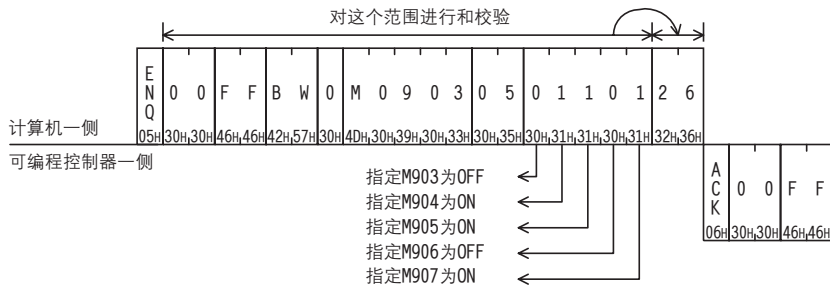 对这个范围进行和校验
ENQ 0 0 F F B W 0 M 0 9 0 3 0 5 0 1 1 0 1 2 6
计算机一侧 05H 30H,30H 46H,46H 42H,57H 30H 4DH,30H,39H,30H,33H 30H,35H 30H,31H,31H,30H,31H 32H,36H
可编程控制器一侧
指定M903为OFF
指定M904为ON
指定M905为ON
指定M906为OFF
指定M907为ON
ACK 0 0 F F
06H 30H,30H 46H,46H